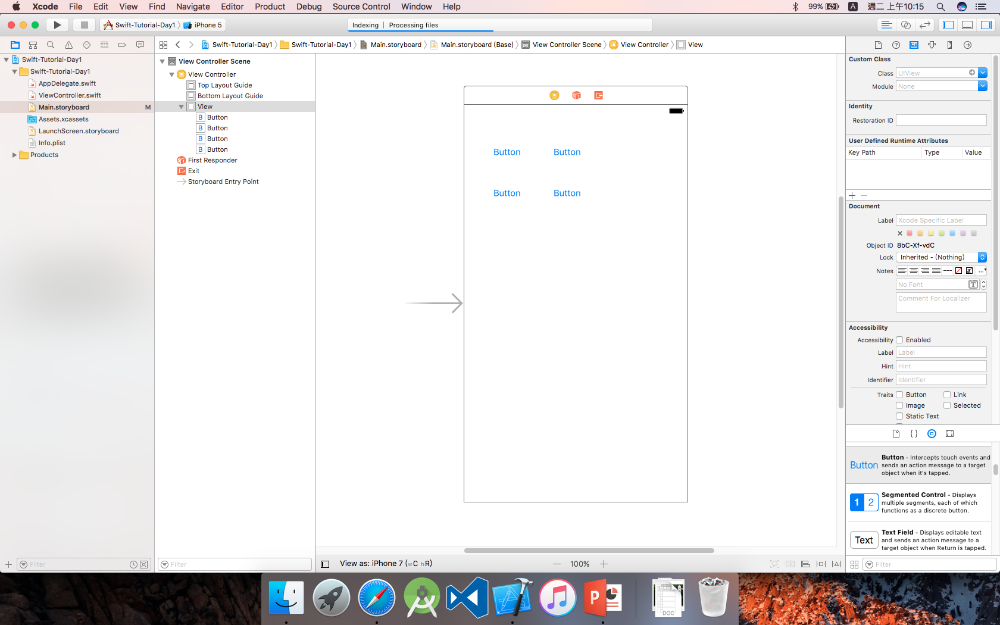 Xcode File Edit View Find Navigate Editor Product Debug Source Control Window Help 99% A 週二 上午10:15
Swift-Tutorial-Day1 iPhone 5
Indexing | Processing files
Swift-Tutorial-Day1 Swift-Tutorial-Day1 Main.storyboard Main.storyboard (Base) View Controller Scene View Controller View
Swift-Tutorial-Day1
Swift-Tutorial-Day1
AppDelegate.swift
ViewController.swift
Main.storyboard M
Assets.xcassets
LaunchScreen.storyboard
Info.plist
Products
Filter
View Controller Scene
View Controller
Top Layout Guide
Bottom Layout Guide
View
B Button
B Button
B Button
B Button
First Responder
Exit
Storyboard Entry Point
Filter
Button Button
Button Button
View as: iPhone 7 (wC hR) 100%
Custom Class
Class UIView
Module None
Identity
Restoration ID
User Defined Runtime Attributes
Key Path Type Value
Document
Label Xcode Specific Label
Object ID 8bC-Xf-vdC
Lock Inherited - (Nothing)
Notes
No Font T
Comment For Localizer
Accessibility
Accessibility Enabled
Label Label
Hint Hint
Identifier Identifier
Traits Button Link
Image Selected
Static Text
{}
Button
Button - Intercepts touch events and
sends an action message to a target
object when it's tapped.
1 2
Segmented Control - Displays
multiple segments, each of which
functions as a discrete button.
Text
Text Field - Displays editable text
and sends an action message to a
target object when Return is tapped.
Filter
P
DOC